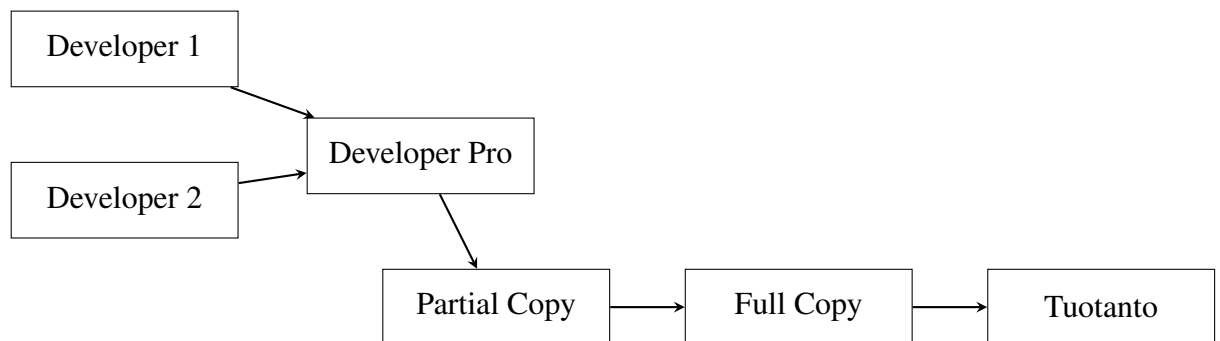 Developer 1
Developer Pro
Developer 2
Partial Copy
Full Copy
Tuotanto